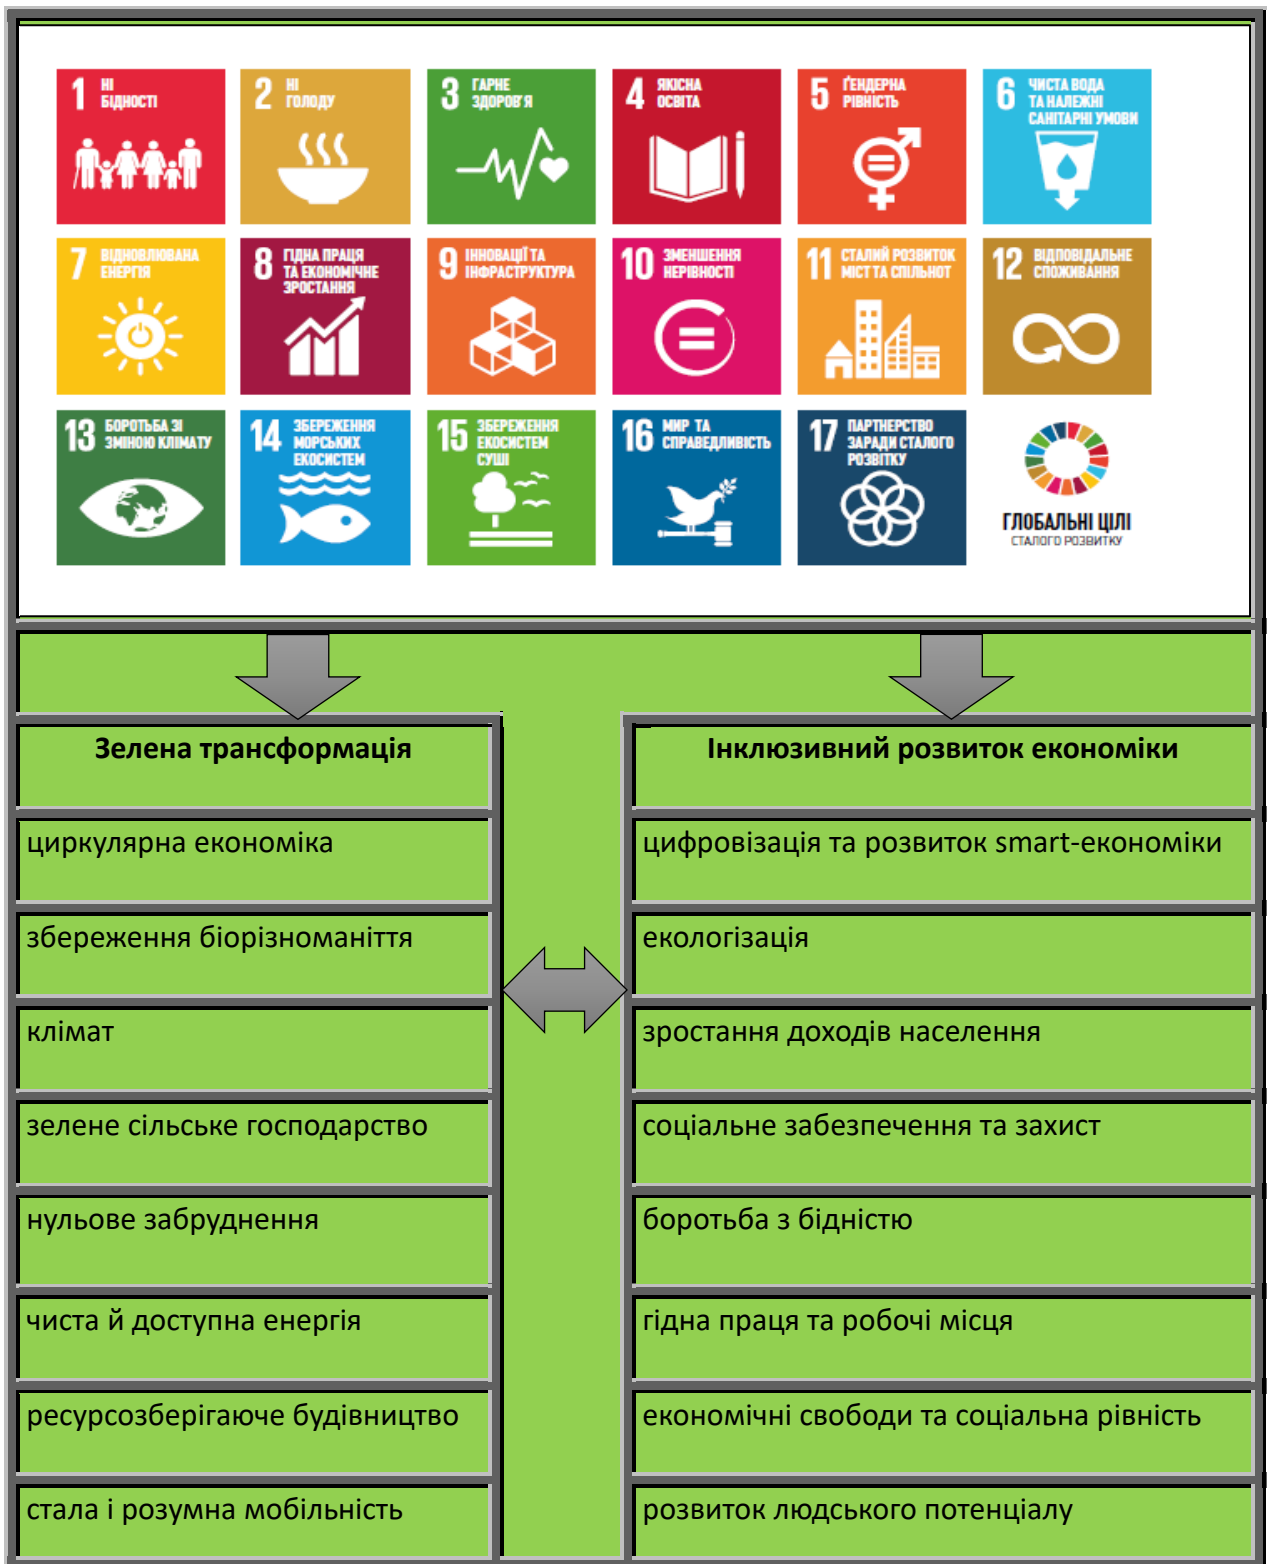 1 НІ
БІДНОСТІ
2 НІ
ГОЛОДУ
3 ГАРНЕ
ЗДОРОВ'Я
4 ЯКІСНА
ОСВІТА
5 ҐЕНДЕРНА
РІВНІСТЬ
6 ЧИСТА ВОДА
ТА НАЛЕЖНІ
САНІТАРНІ УМОВИ
7 ВІДНОВЛЮВАНА
ЕНЕРГІЯ
8 ГІДНА ПРАЦЯ
ТА ЕКОНОМІЧНЕ
ЗРОСТАННЯ
9 ІННОВАЦІЇ ТА
ІНФРАСТРУКТУРА
10 ЗМЕНШЕННЯ
НЕРІВНОСТІ
11 СТАЛИЙ РОЗВИТОК
МІСТ ТА СПІЛЬНОТ
12 ВІДПОВІДАЛЬНЕ
СПОЖИВАННЯ
13 БОРОТЬБА ЗІ
ЗМІНОЮ КЛІМАТУ
14 ЗБЕРЕЖЕННЯ
МОРСЬКИХ
ЕКОСИСТЕМ
15 ЗБЕРЕЖЕННЯ
ЕКОСИСТЕМ
СУШІ
16 МИР ТА
СПРАВЕДЛИВІСТЬ
17 ПАРТНЕРСТВО
ЗАРАДИ СТАЛОГО
РОЗВІТКУ
ГЛОБАЛЬНІ ЦІЛІ
СТАЛОГО РОЗВИТКУ
Зелена трансформація
циркулярна економіка
збереження біорізноманіття
клімат
зелене сільське господарство
нульове забруднення
чиста й доступна енергія
ресурсозберігаюче будівництво
стала і розумна мобільність
Інклюзивний розвиток економіки
цифровізація та розвиток smart-економіки
екологізація
зростання доходів населення
соціальне забезпечення та захист
боротьба з бідністю
гідна праця та робочі місця
економічні свободи та соціальна рівність
розвиток людського потенціалу